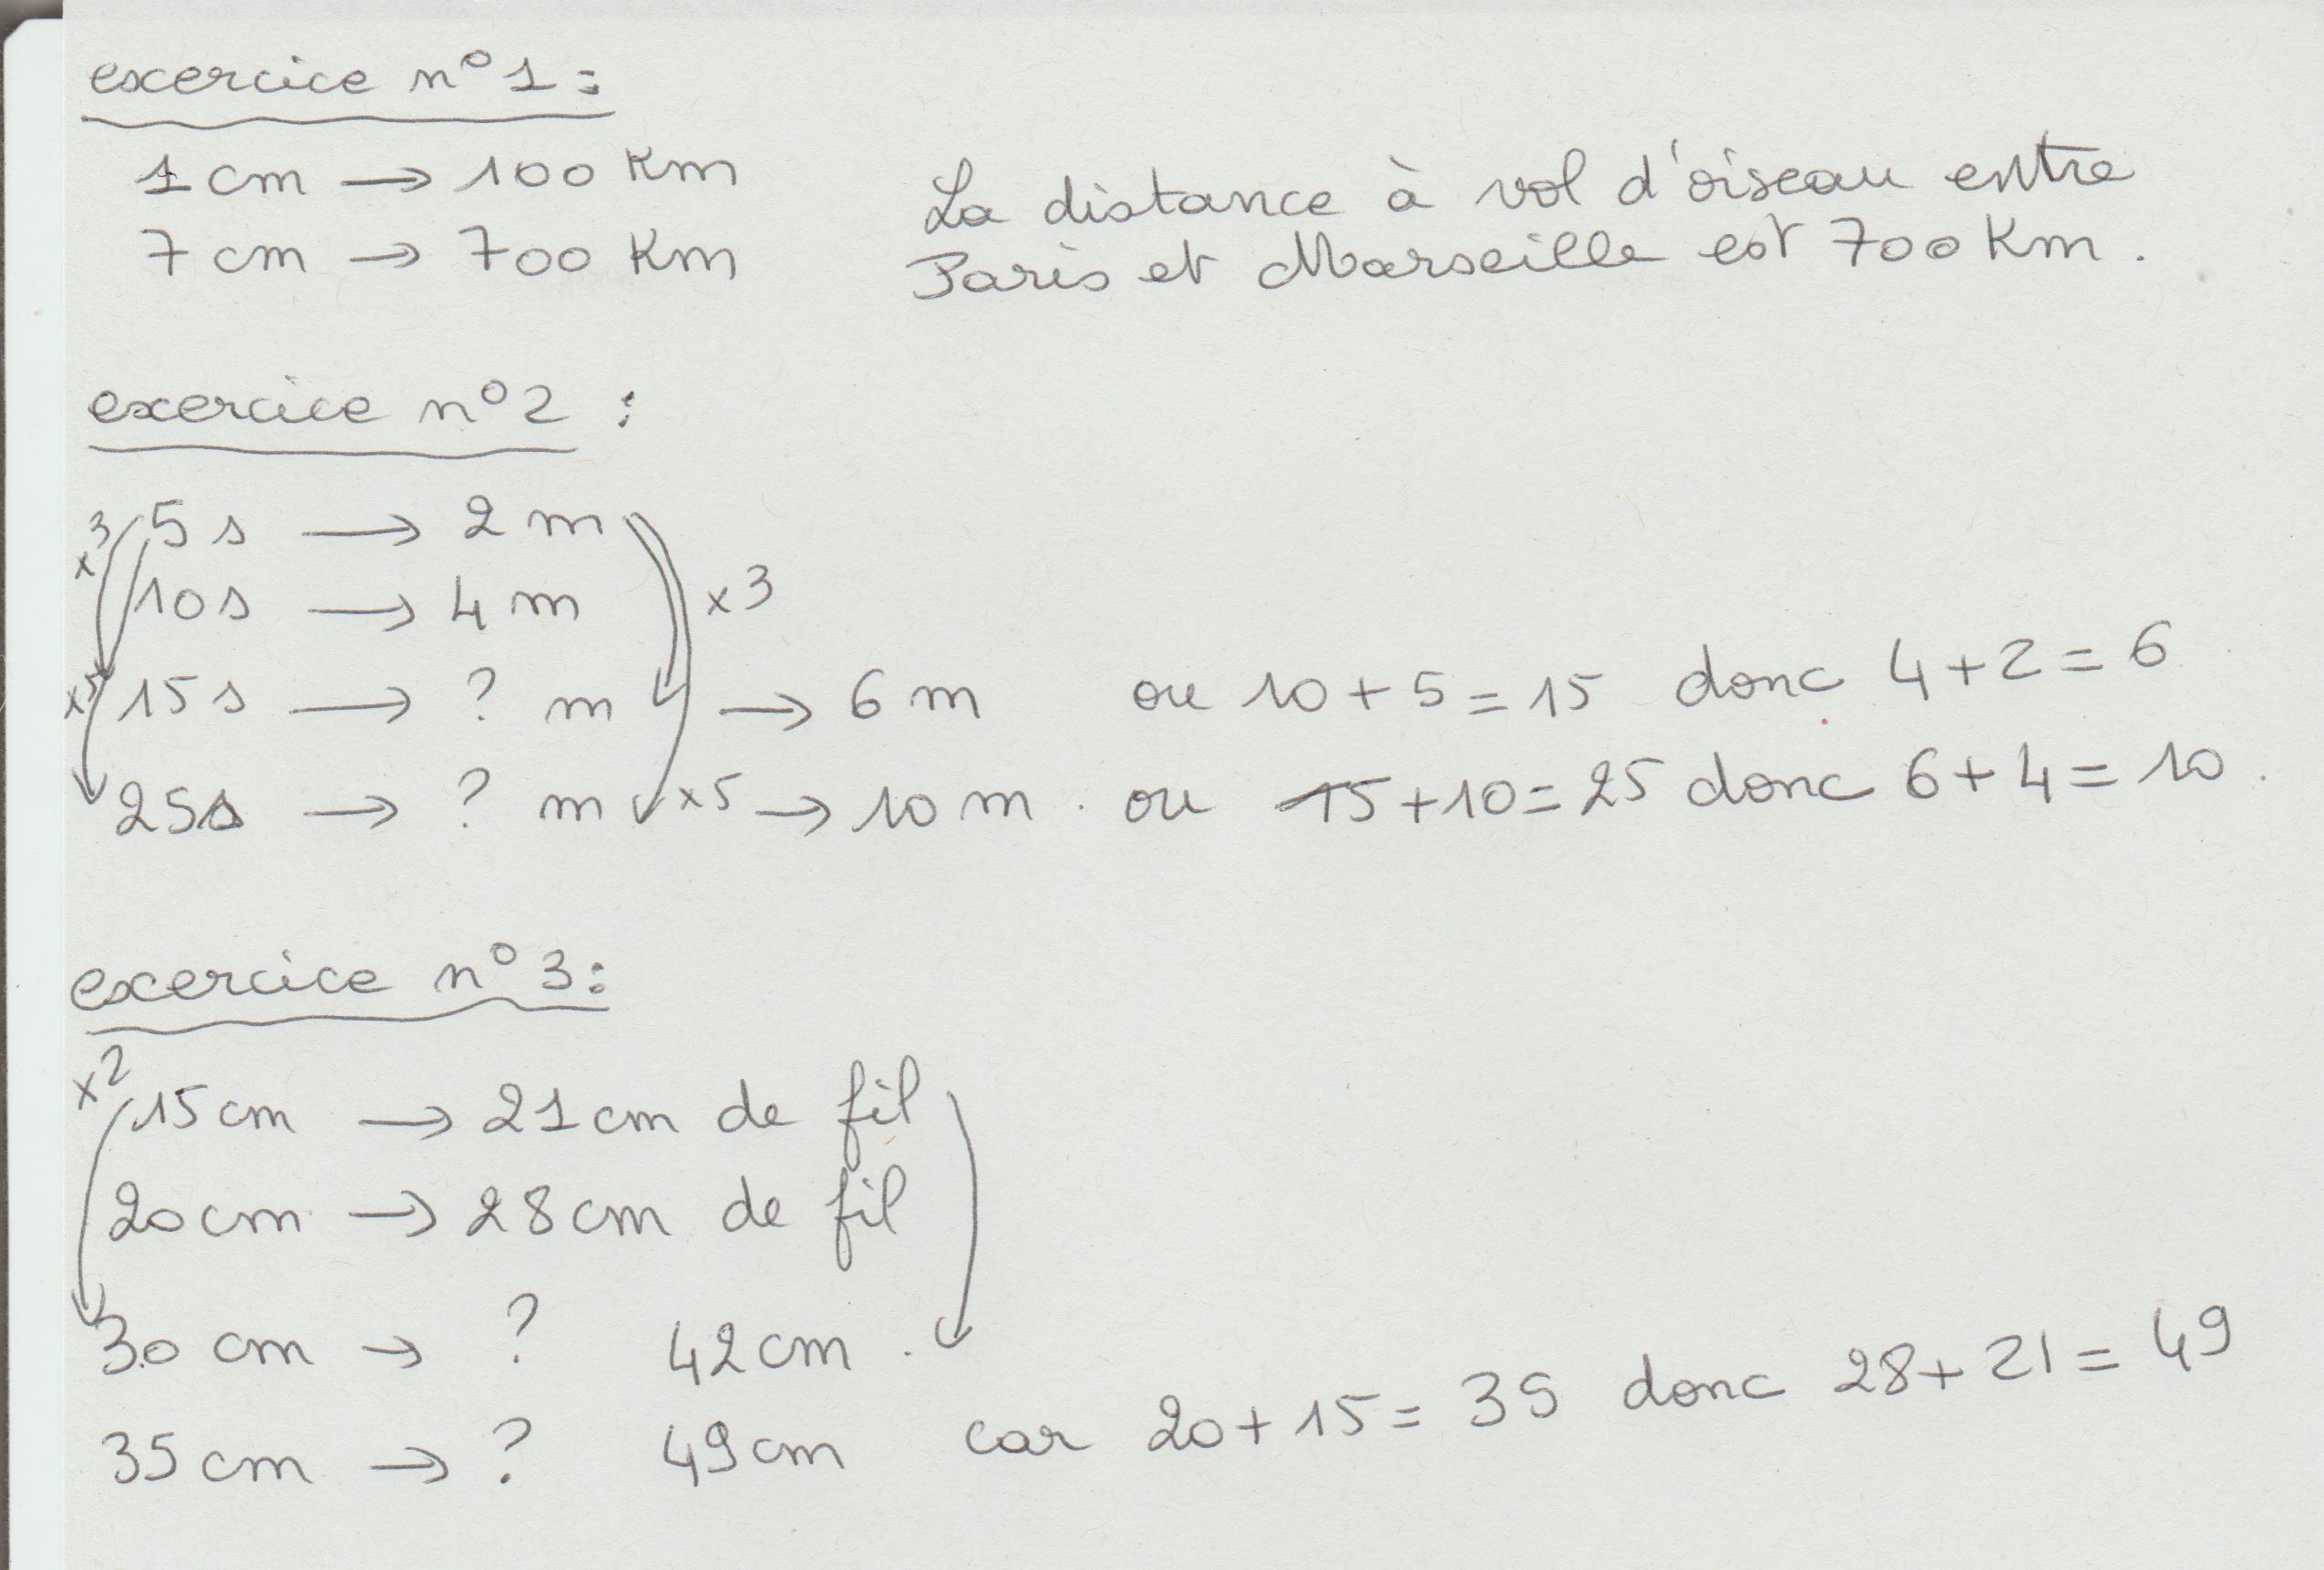 exercice n°1:
1 cm → 100 Km
7 cm → 700 Km
La distance à vol d'oiseau entre
Paris et Marseille est 700 Km.
exercice n°2 :
x3 5 s → 2 m
10 s → 4 m x3
x5 15 s → ? m → 6 m ou 10 + 5 = 15 donc 4 + 2 = 6
25 s → ? m x5 → 10 m . ou 15 + 10 = 25 donc 6 + 4 = 10.
exercice n°3:
x2 15 cm → 21 cm de fil
20 cm → 28 cm de fil
30 cm → ? 42 cm .
35 cm → ? 49 cm car 20 + 15 = 35 donc 28 + 21 = 49